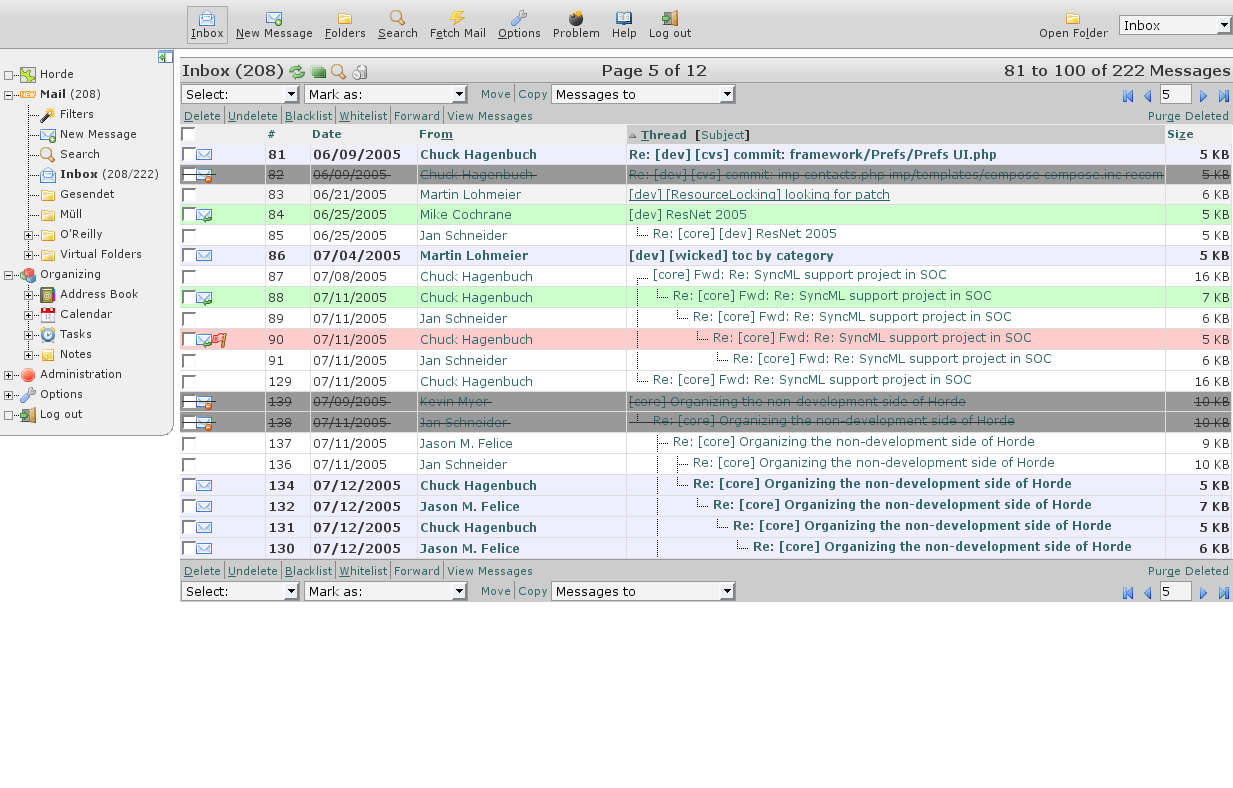 Inbox New Message Folders Search Fetch Mail Options Problem Help Log out Open Folder Inbox
Horde
Mail (208)
Filters
New Message
Search
Inbox (208/222)
Gesendet
Müll
O'Reilly
Virtual Folders
Organizing
Address Book
Calendar
Tasks
Notes
Administration
Options
Log out
Inbox (208) Page 5 of 12 81 to 100 of 222 Messages
Select: Mark as: Move Copy Messages to 5
Delete Undelete Blacklist Whitelist Forward View Messages Purge Deleted
# Date From Thread [Subject] Size
81 06/09/2005 Chuck Hagenbuch Re: [dev] [cvs] commit: framework/Prefs/Prefs UI.php 5 KB
82 06/09/2005 Chuck Hagenbuch Re: [dev] [cvs] commit: imp contacts.php imp/templates/compose compose.inc recom 5 KB
83 06/21/2005 Martin Lohmeier [dev] [ResourceLocking] looking for patch 6 KB
84 06/25/2005 Mike Cochrane [dev] ResNet 2005 5 KB
85 06/25/2005 Jan Schneider Re: [core] [dev] ResNet 2005 5 KB
86 07/04/2005 Martin Lohmeier [dev] [wicked] toc by category 5 KB
87 07/08/2005 Chuck Hagenbuch [core] Fwd: Re: SyncML support project in SOC 16 KB
88 07/11/2005 Chuck Hagenbuch Re: [core] Fwd: Re: SyncML support project in SOC 7 KB
89 07/11/2005 Jan Schneider Re: [core] Fwd: Re: SyncML support project in SOC 6 KB
90 07/11/2005 Chuck Hagenbuch Re: [core] Fwd: Re: SyncML support project in SOC 5 KB
91 07/11/2005 Jan Schneider Re: [core] Fwd: Re: SyncML support project in SOC 6 KB
129 07/11/2005 Chuck Hagenbuch Re: [core] Fwd: Re: SyncML support project in SOC 16 KB
139 07/09/2005 Kevin Myer [core] Organizing the non-development side of Horde 10 KB
138 07/11/2005 Jan Schneider Re: [core] Organizing the non-development side of Horde 10 KB
137 07/11/2005 Jason M. Felice Re: [core] Organizing the non-development side of Horde 9 KB
136 07/11/2005 Jan Schneider Re: [core] Organizing the non-development side of Horde 10 KB
134 07/12/2005 Chuck Hagenbuch Re: [core] Organizing the non-development side of Horde 5 KB
132 07/12/2005 Jason M. Felice Re: [core] Organizing the non-development side of Horde 7 KB
131 07/12/2005 Chuck Hagenbuch Re: [core] Organizing the non-development side of Horde 5 KB
130 07/12/2005 Jason M. Felice Re: [core] Organizing the non-development side of Horde 6 KB
Delete Undelete Blacklist Whitelist Forward View Messages Purge Deleted
Select: Mark as: Move Copy Messages to 5